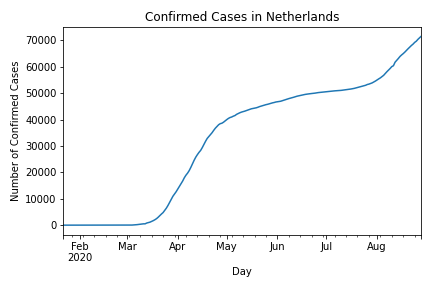 Confirmed Cases in Netherlands
Number of Confirmed Cases
70000
60000
50000
40000
30000
20000
10000
0
Feb Mar Apr May Jun Jul Aug
2020
Day